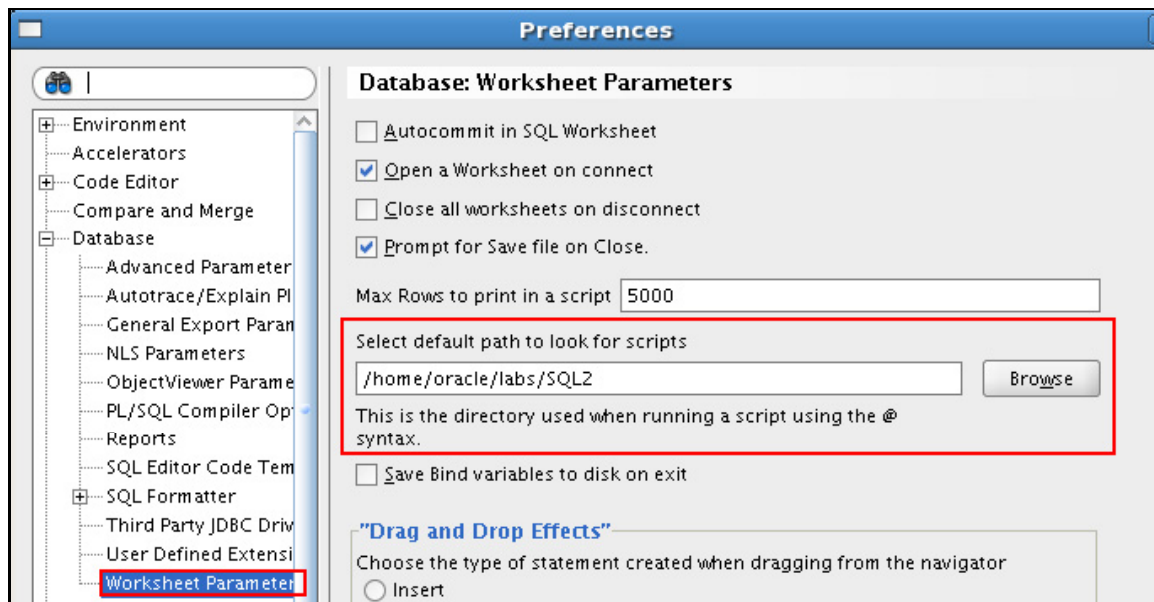 Preferences
Environment
Accelerators
Code Editor
Compare and Merge
Database
Advanced Parameter
Autotrace/Explain Pl
General Export Param
NLS Parameters
ObjectViewer Parame
PL/SQL Compiler Op
Reports
SQL Editor Code Tem
SQL Formatter
Third Party JDBC Driv
User Defined Extensi
Worksheet Parameter
Database: Worksheet Parameters
Autocommit in SQL Worksheet
Open a Worksheet on connect
Close all worksheets on disconnect
Prompt for Save file on Close.
Max Rows to print in a script 5000
Select default path to look for scripts
/home/oracle/labs/SQL2 Browse
This is the directory used when running a script using the @
syntax.
Save Bind variables to disk on exit
"Drag and Drop Effects"
Choose the type of statement created when dragging from the navigator
Insert